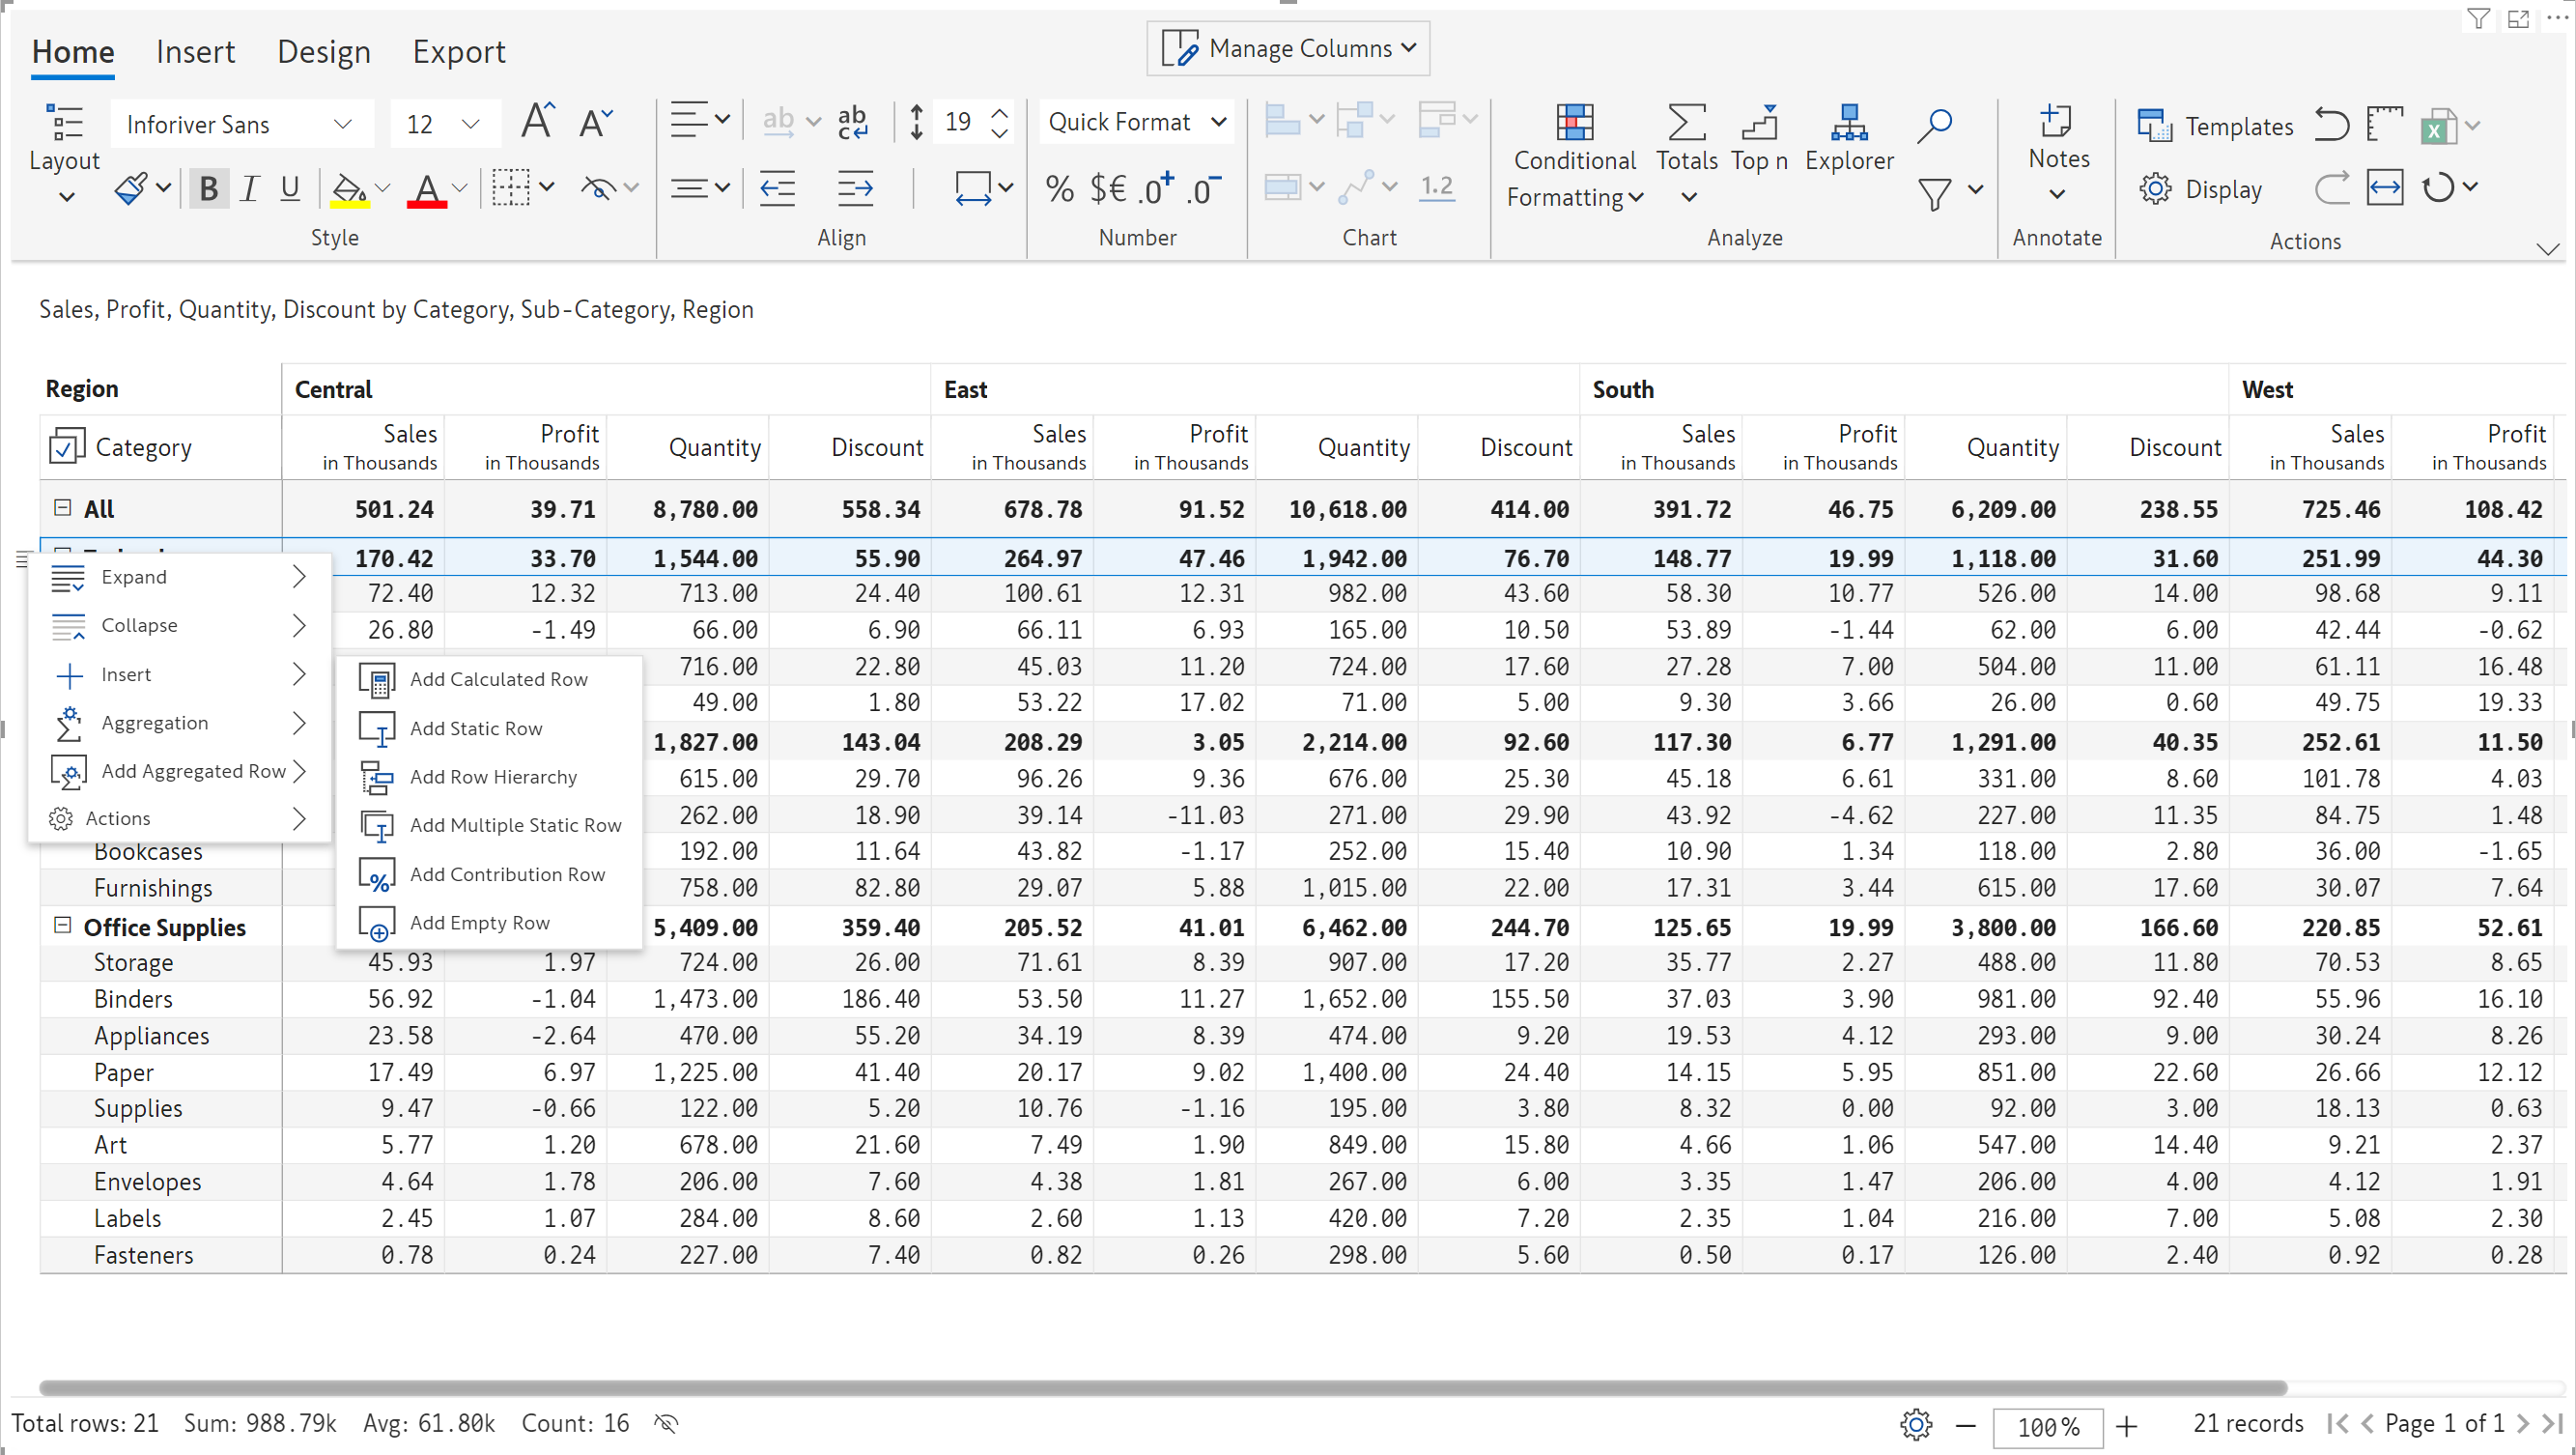 Home Insert Design Export
Manage Columns
Layout
Inforiver Sans 12
B I U A
Style
ab ab c 19
Align
Quick Format
% $€ .0+ .0-
Number
1.2
Chart
Conditional Formatting
Totals Top n Explorer
Analyze
Notes
Annotate
Templates
Display
Actions
Sales, Profit, Quantity, Discount by Category, Sub-Category, Region
Region Central East South West
Category Sales in Thousands Profit in Thousands Quantity Discount Sales in Thousands Profit in Thousands Quantity Discount Sales in Thousands Profit in Thousands Quantity Discount Sales in Thousands Profit in Thousands
All 501.24 39.71 8,780.00 558.34 678.78 91.52 10,618.00 414.00 391.72 46.75 6,209.00 238.55 725.46 108.42
170.42 33.70 1,544.00 55.90 264.97 47.46 1,942.00 76.70 148.77 19.99 1,118.00 31.60 251.99 44.30
72.40 12.32 713.00 24.40 100.61 12.31 982.00 43.60 58.30 10.77 526.00 14.00 98.68 9.11
26.80 -1.49 66.00 6.90 66.11 6.93 165.00 10.50 53.89 -1.44 62.00 6.00 42.44 -0.62
716.00 22.80 45.03 11.20 724.00 17.60 27.28 7.00 504.00 11.00 61.11 16.48
49.00 1.80 53.22 17.02 71.00 5.00 9.30 3.66 26.00 0.60 49.75 19.33
1,827.00 143.04 208.29 3.05 2,214.00 92.60 117.30 6.77 1,291.00 40.35 252.61 11.50
615.00 29.70 96.26 9.36 676.00 25.30 45.18 6.61 331.00 8.60 101.78 4.03
262.00 18.90 39.14 -11.03 271.00 29.90 43.92 -4.62 227.00 11.35 84.75 1.48
Bookcases 192.00 11.64 43.82 -1.17 252.00 15.40 10.90 1.34 118.00 2.80 36.00 -1.65
Furnishings 758.00 82.80 29.07 5.88 1,015.00 22.00 17.31 3.44 615.00 17.60 30.07 7.64
Office Supplies 5,409.00 359.40 205.52 41.01 6,462.00 244.70 125.65 19.99 3,800.00 166.60 220.85 52.61
Storage 45.93 1.97 724.00 26.00 71.61 8.39 907.00 17.20 35.77 2.27 488.00 11.80 70.53 8.65
Binders 56.92 -1.04 1,473.00 186.40 53.50 11.27 1,652.00 155.50 37.03 3.90 981.00 92.40 55.96 16.10
Appliances 23.58 -2.64 470.00 55.20 34.19 8.39 474.00 9.20 19.53 4.12 293.00 9.00 30.24 8.26
Paper 17.49 6.97 1,225.00 41.40 20.17 9.02 1,400.00 24.40 14.15 5.95 851.00 22.60 26.66 12.12
Supplies 9.47 -0.66 122.00 5.20 10.76 -1.16 195.00 3.80 8.32 0.00 92.00 3.00 18.13 0.63
Art 5.77 1.20 678.00 21.60 7.49 1.90 849.00 15.80 4.66 1.06 547.00 14.40 9.21 2.37
Envelopes 4.64 1.78 206.00 7.60 4.38 1.81 267.00 6.00 3.35 1.47 206.00 4.00 4.12 1.91
Labels 2.45 1.07 284.00 8.60 2.60 1.13 420.00 7.20 2.35 1.04 216.00 7.00 5.08 2.30
Fasteners 0.78 0.24 227.00 7.40 0.82 0.26 298.00 5.60 0.50 0.17 126.00 2.40 0.92 0.28
Expand
Collapse
Insert
Aggregation
Add Aggregated Row
Actions
Add Calculated Row
Add Static Row
Add Row Hierarchy
Add Multiple Static Row
Add Contribution Row
Add Empty Row
Total rows: 21 Sum: 988.79k Avg: 61.80k Count: 16
100% 21 records Page 1 of 1